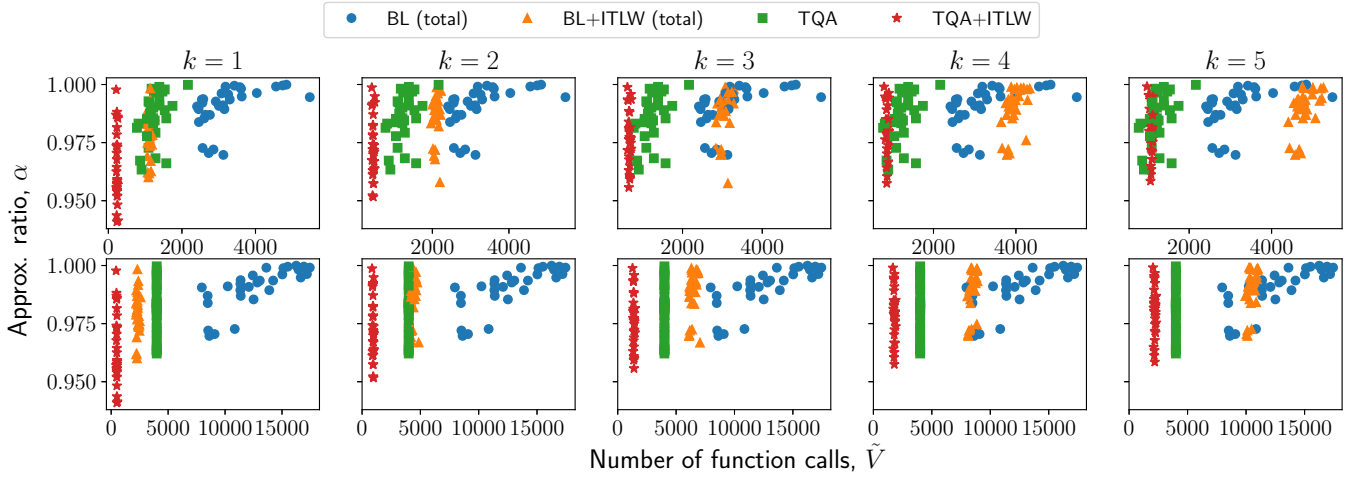 BL (total) BL+ITLW (total) TQA TQA+ITLW
k = 1 k = 2 k = 3 k = 4 k = 5
1.000
0.975
0.950
0 2000 4000 2000 4000 2000 4000 2000 4000 2000 4000
Approx. ratio, α
1.000
0.975
0.950
0 5000 10000 15000 0 5000 10000 15000 0 5000 10000 15000 0 5000 10000 15000 0 5000 10000 15000
Number of function calls, Ṽ